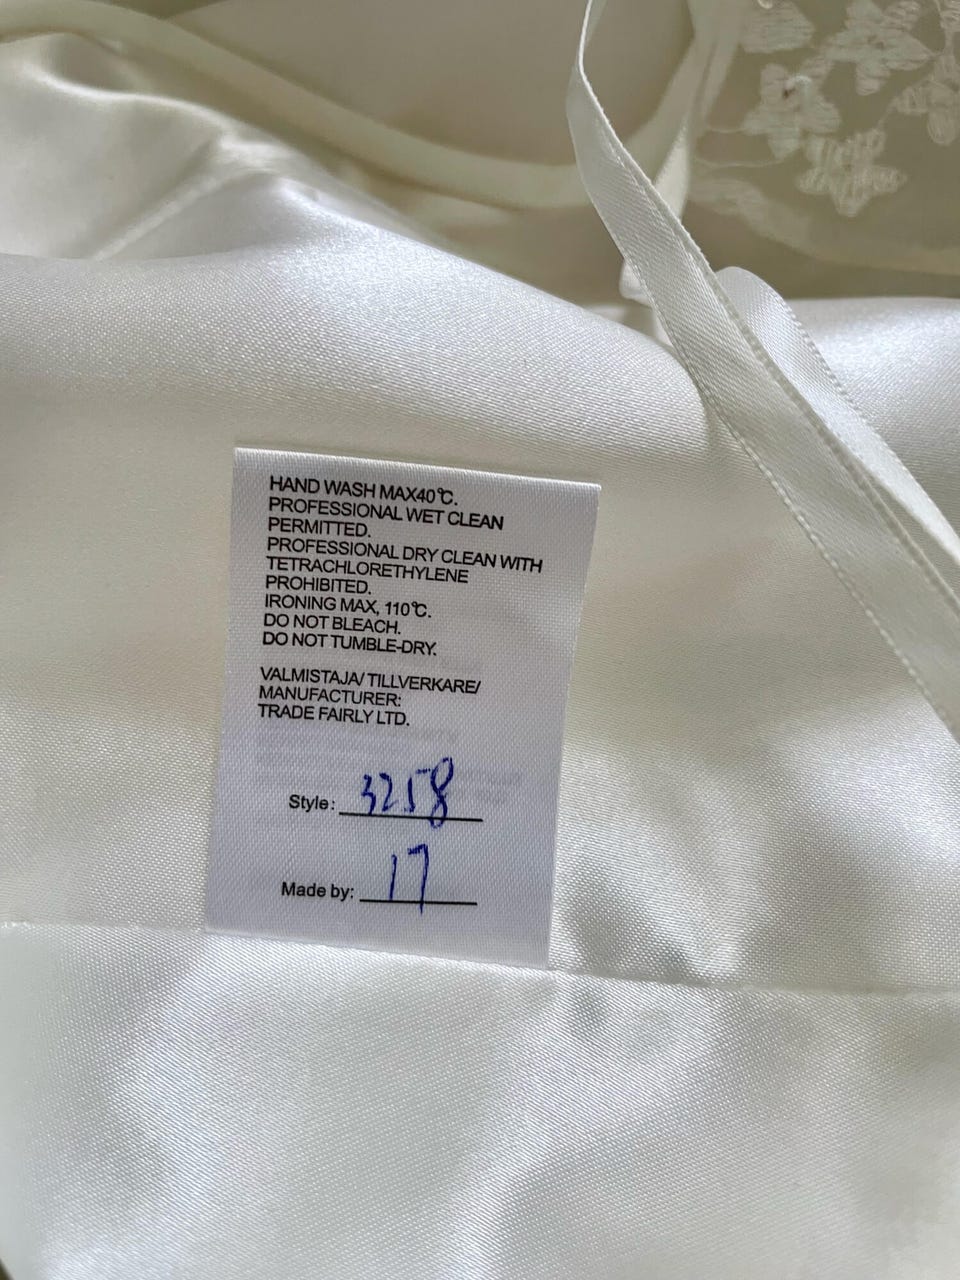 HAND WASH MAX40℃.
PROFESSIONAL WET CLEAN
PERMITTED.
PROFESSIONAL DRY CLEAN WITH
TETRACHLORETHYLENE
PROHIBITED.
IRONING MAX, 110℃.
DO NOT BLEACH.
DO NOT TUMBLE-DRY.
VALMISTAJA/ TILLVERKARE/
MANUFACTURER:
TRADE FAIRLY LTD.
Style: 3258
Made by: 17